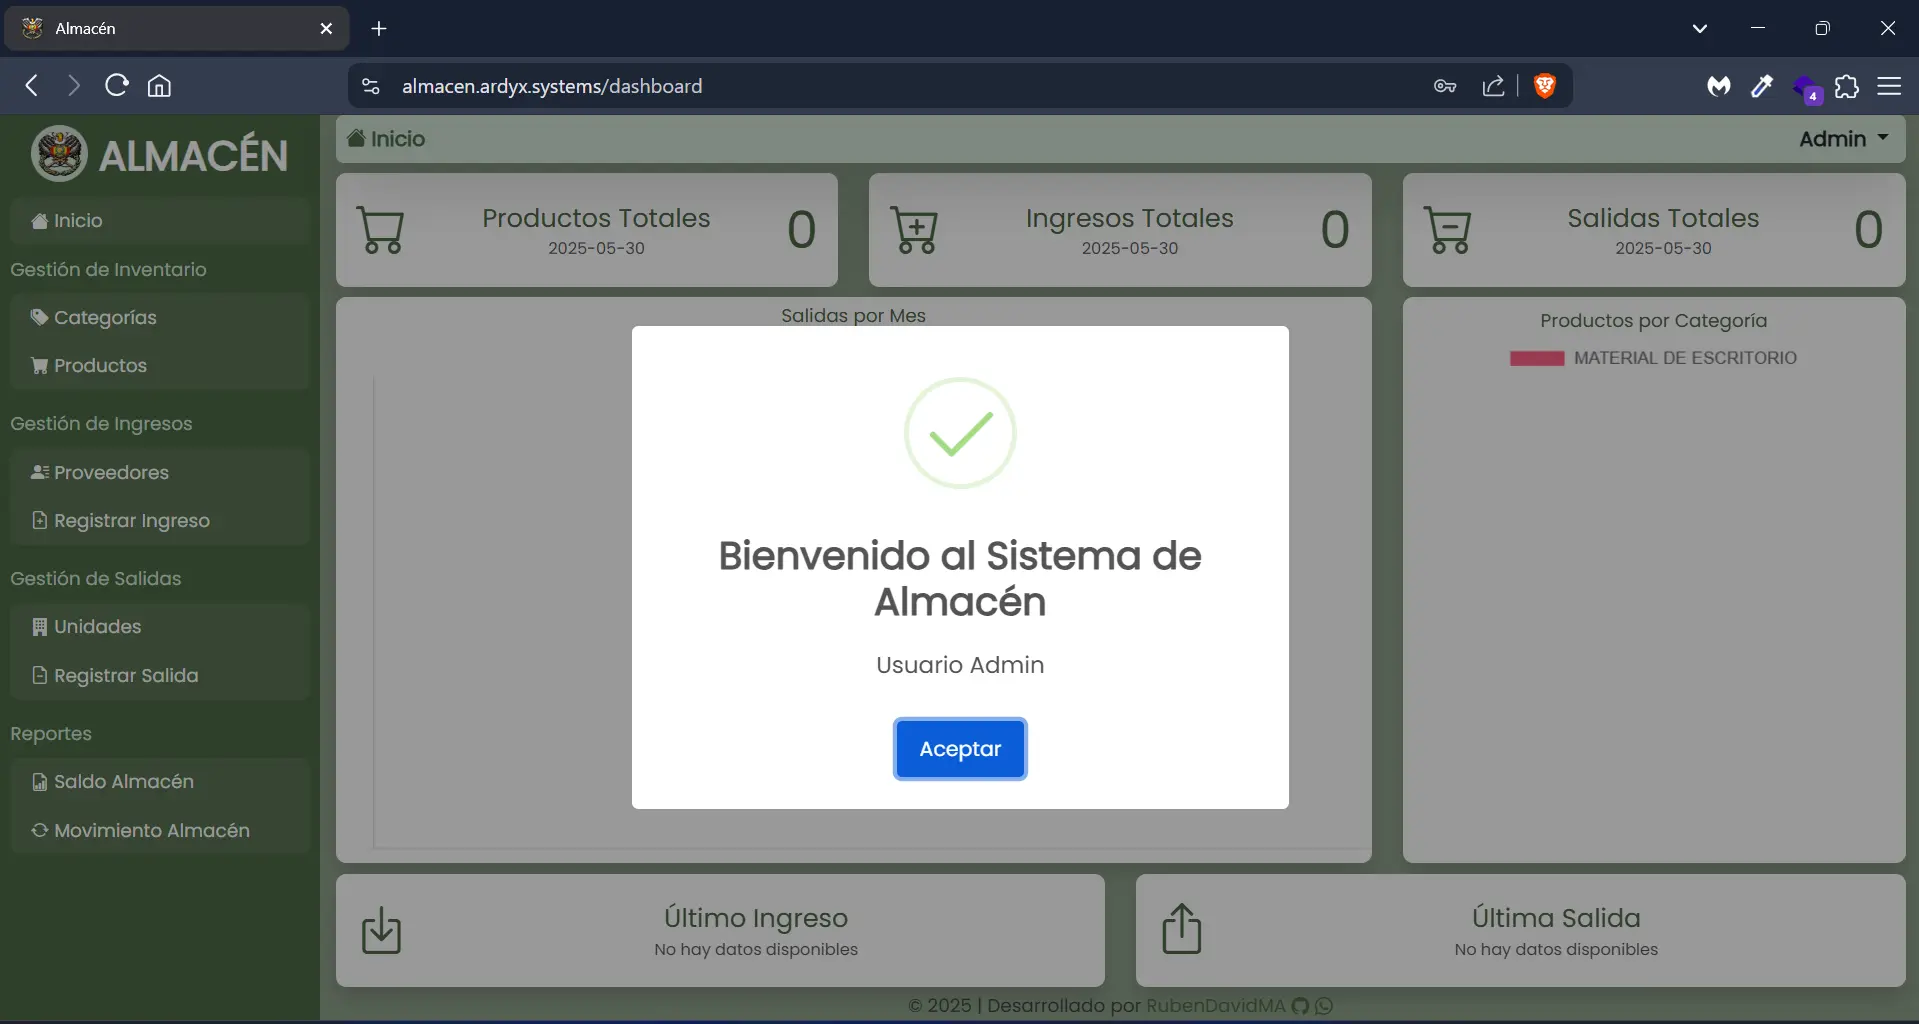 Almacén
almacen.ardyx.systems/dashboard
4
ALMACÉN
Inicio
Gestión de Inventario
Categorías
Productos
Gestión de Ingresos
Proveedores
Registrar Ingreso
Gestión de Salidas
Unidades
Registrar Salida
Reportes
Saldo Almacén
Movimiento Almacén
Inicio
Admin
Productos Totales
2025-05-30
0
Ingresos Totales
2025-05-30
0
Salidas Totales
2025-05-30
0
Salidas por Mes
Productos por Categoría
MATERIAL DE ESCRITORIO
Bienvenido al Sistema de
Almacén
Usuario Admin
Aceptar
Último Ingreso
No hay datos disponibles
Última Salida
No hay datos disponibles
© 2025 | Desarrollado por RubenDavidMA